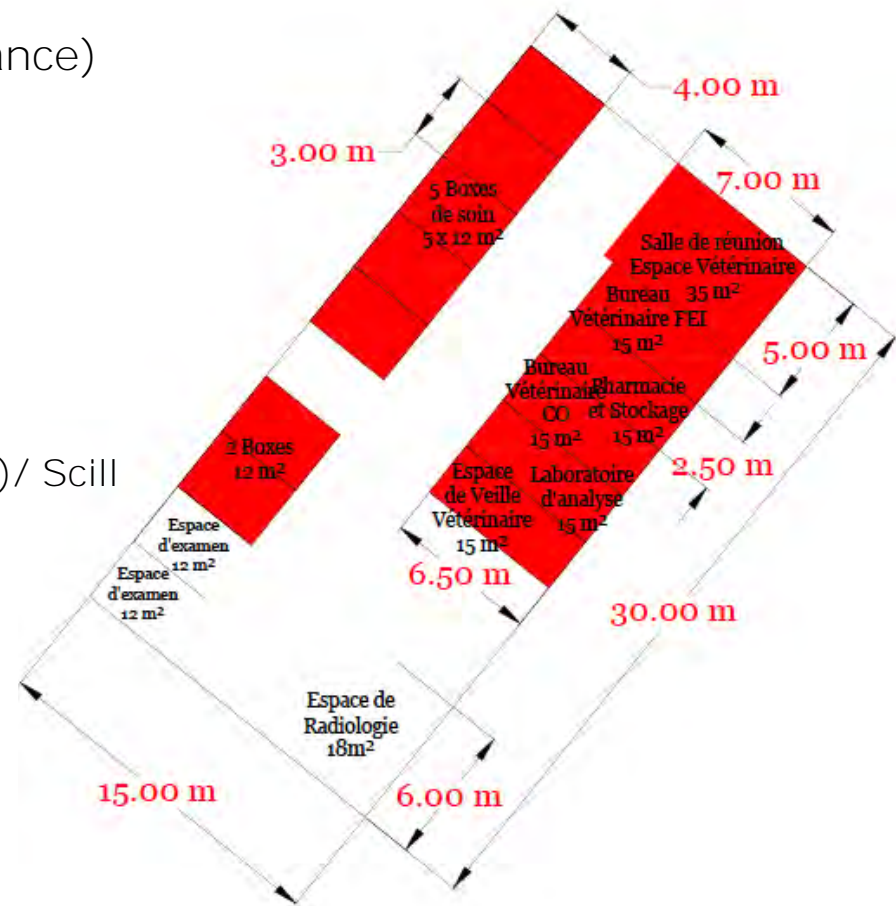 ance)
4.00 m
3.00 m
7.00 m
5 Boxes
de soin
5 x 12 m²
Salle de réunion
Espace Vétérinaire
35 m²
Bureau
Vétérinaire FEI
15 m²
5.00 m
Bureau
Vétérinaire
CO
15 m²
Pharmacie
et Stockage
15 m²
2.50 m
2 Boxes
12 m²
)/ Scill
Espace
de Veille
Vétérinaire
15 m²
Laboratoire
d'analyse
15 m²
Espace
d'examen
12 m²
Espace
d'examen
12 m²
6.50 m
30.00 m
Espace de
Radiologie
18m²
15.00 m
6.00 m